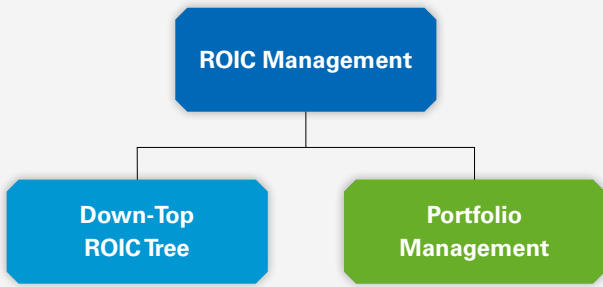 ROIC Management
Down-Top
ROIC Tree
Portfolio
Management